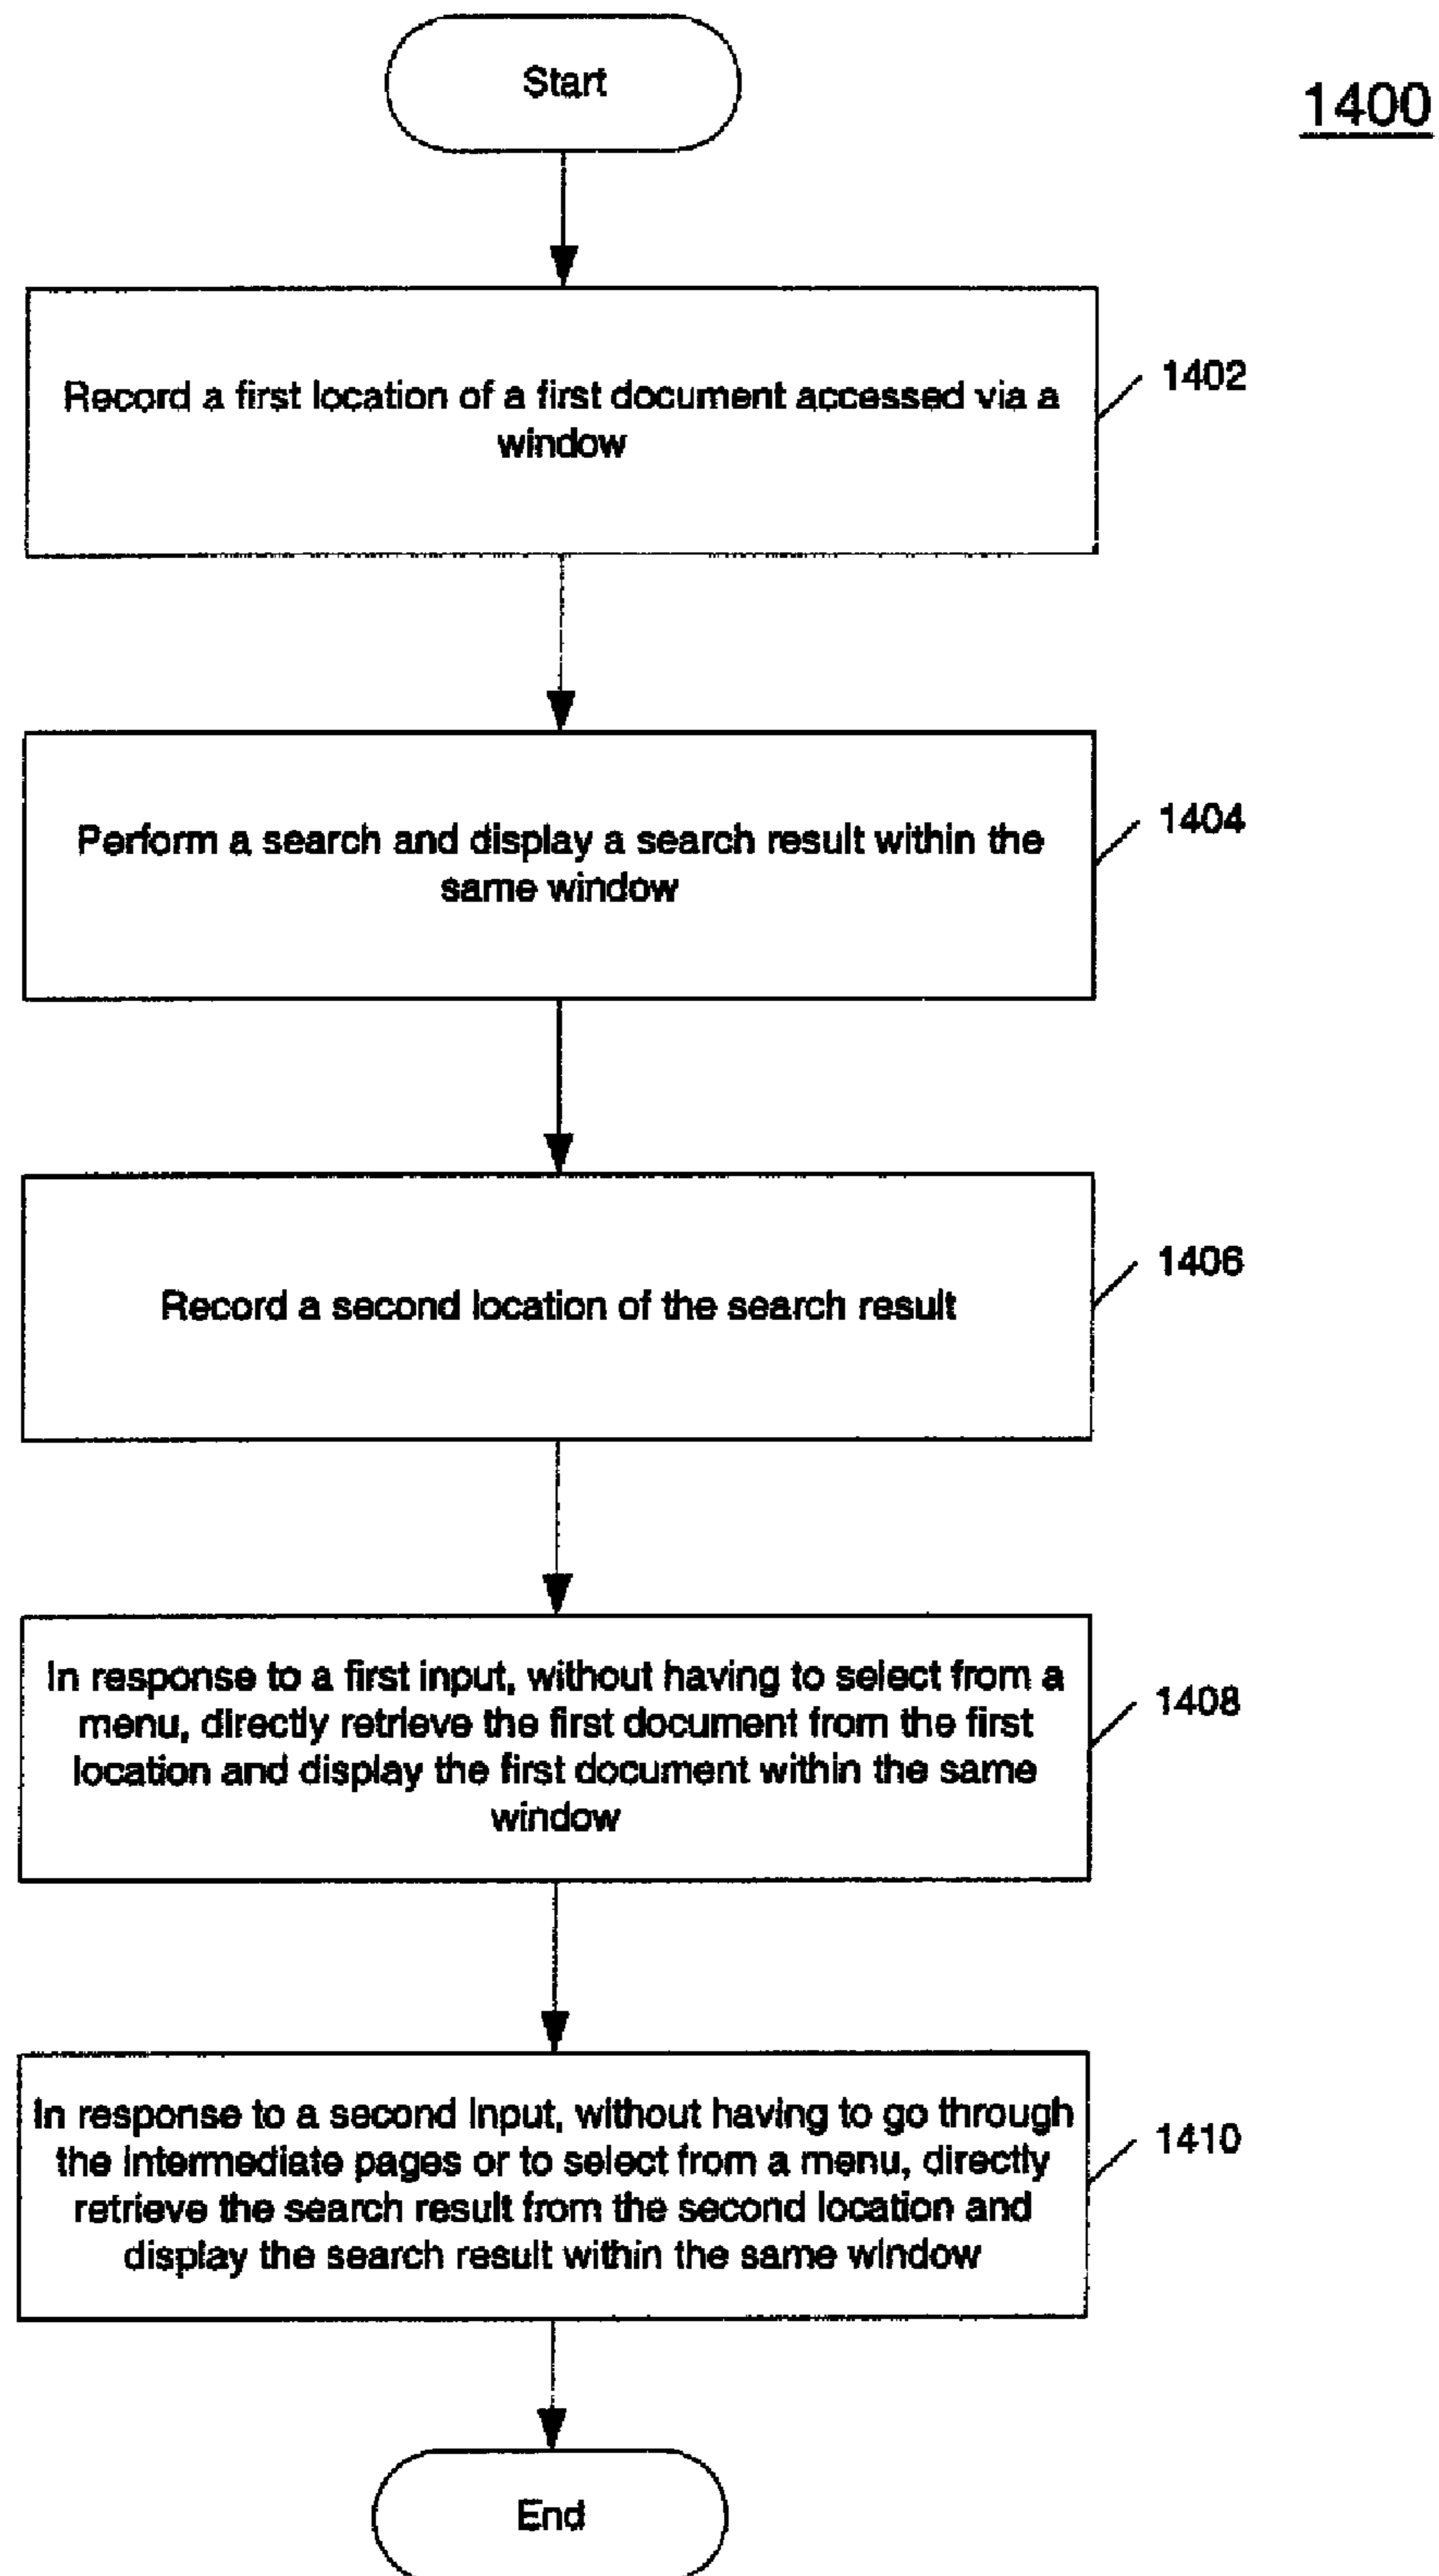 Start
1400
Record a first location of a first document accessed via a
window
1402
Perform a search and display a search result within the
same window
1404
Record a second location of the search result
1406
In response to a first input, without having to select from a
menu, directly retrieve the first document from the first
location and display the first document within the same
window
1408
In response to a second input, without having to go through
the intermediate pages or to select from a menu, directly
retrieve the search result from the second location and
display the search result within the same window
1410
End